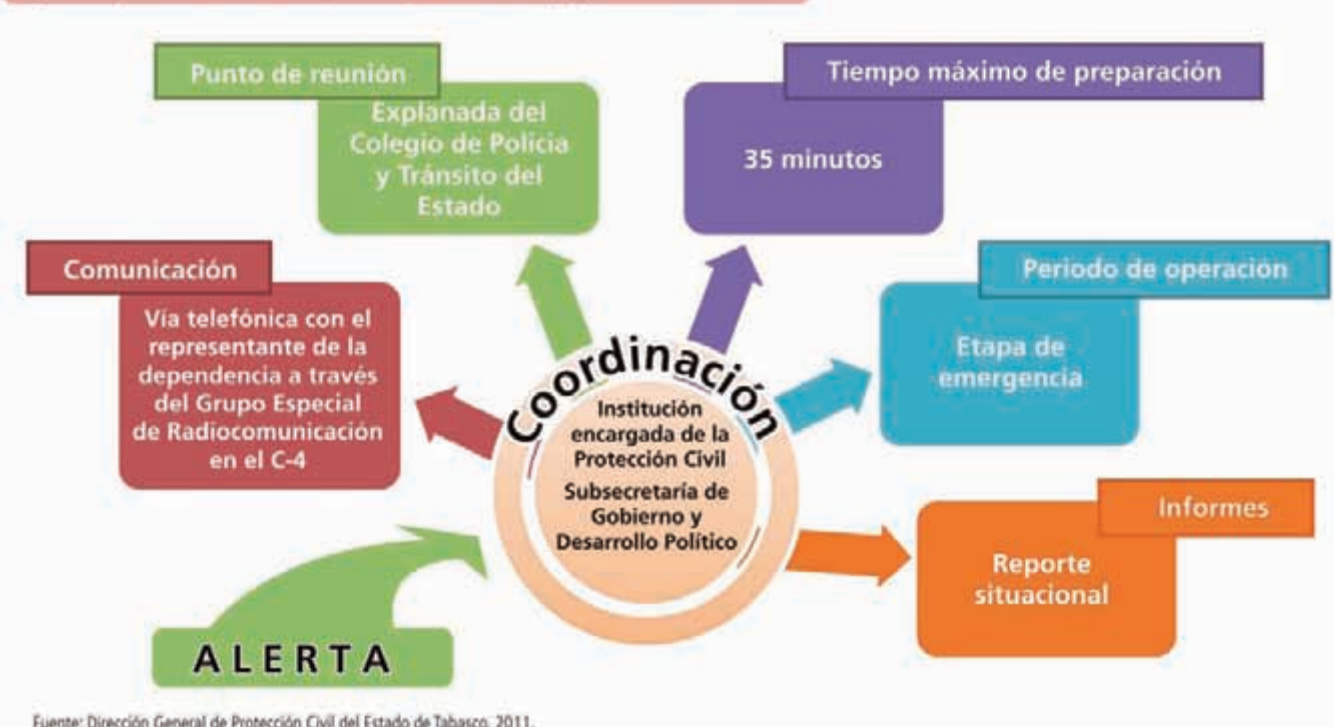 Punto de reunión
Explanada del
Colegio de Policia
y Tránsito del
Estado
Tiempo máximo de preparación
35 minutos
Comunicación
Vía telefónica con el
representante de la
dependencia a través
del Grupo Especial
de Radiocomunicación
en el C-4
Periodo de operación
Etapa de
emergencia
Coordinación
Institución
encargada de la
Protección Civil
Subsecretaría de
Gobierno y
Desarrollo Político
Informes
Reporte
situacional
ALERTA
Fuente: Dirección General de Protección Civil del Estado de Tabasco, 2011.